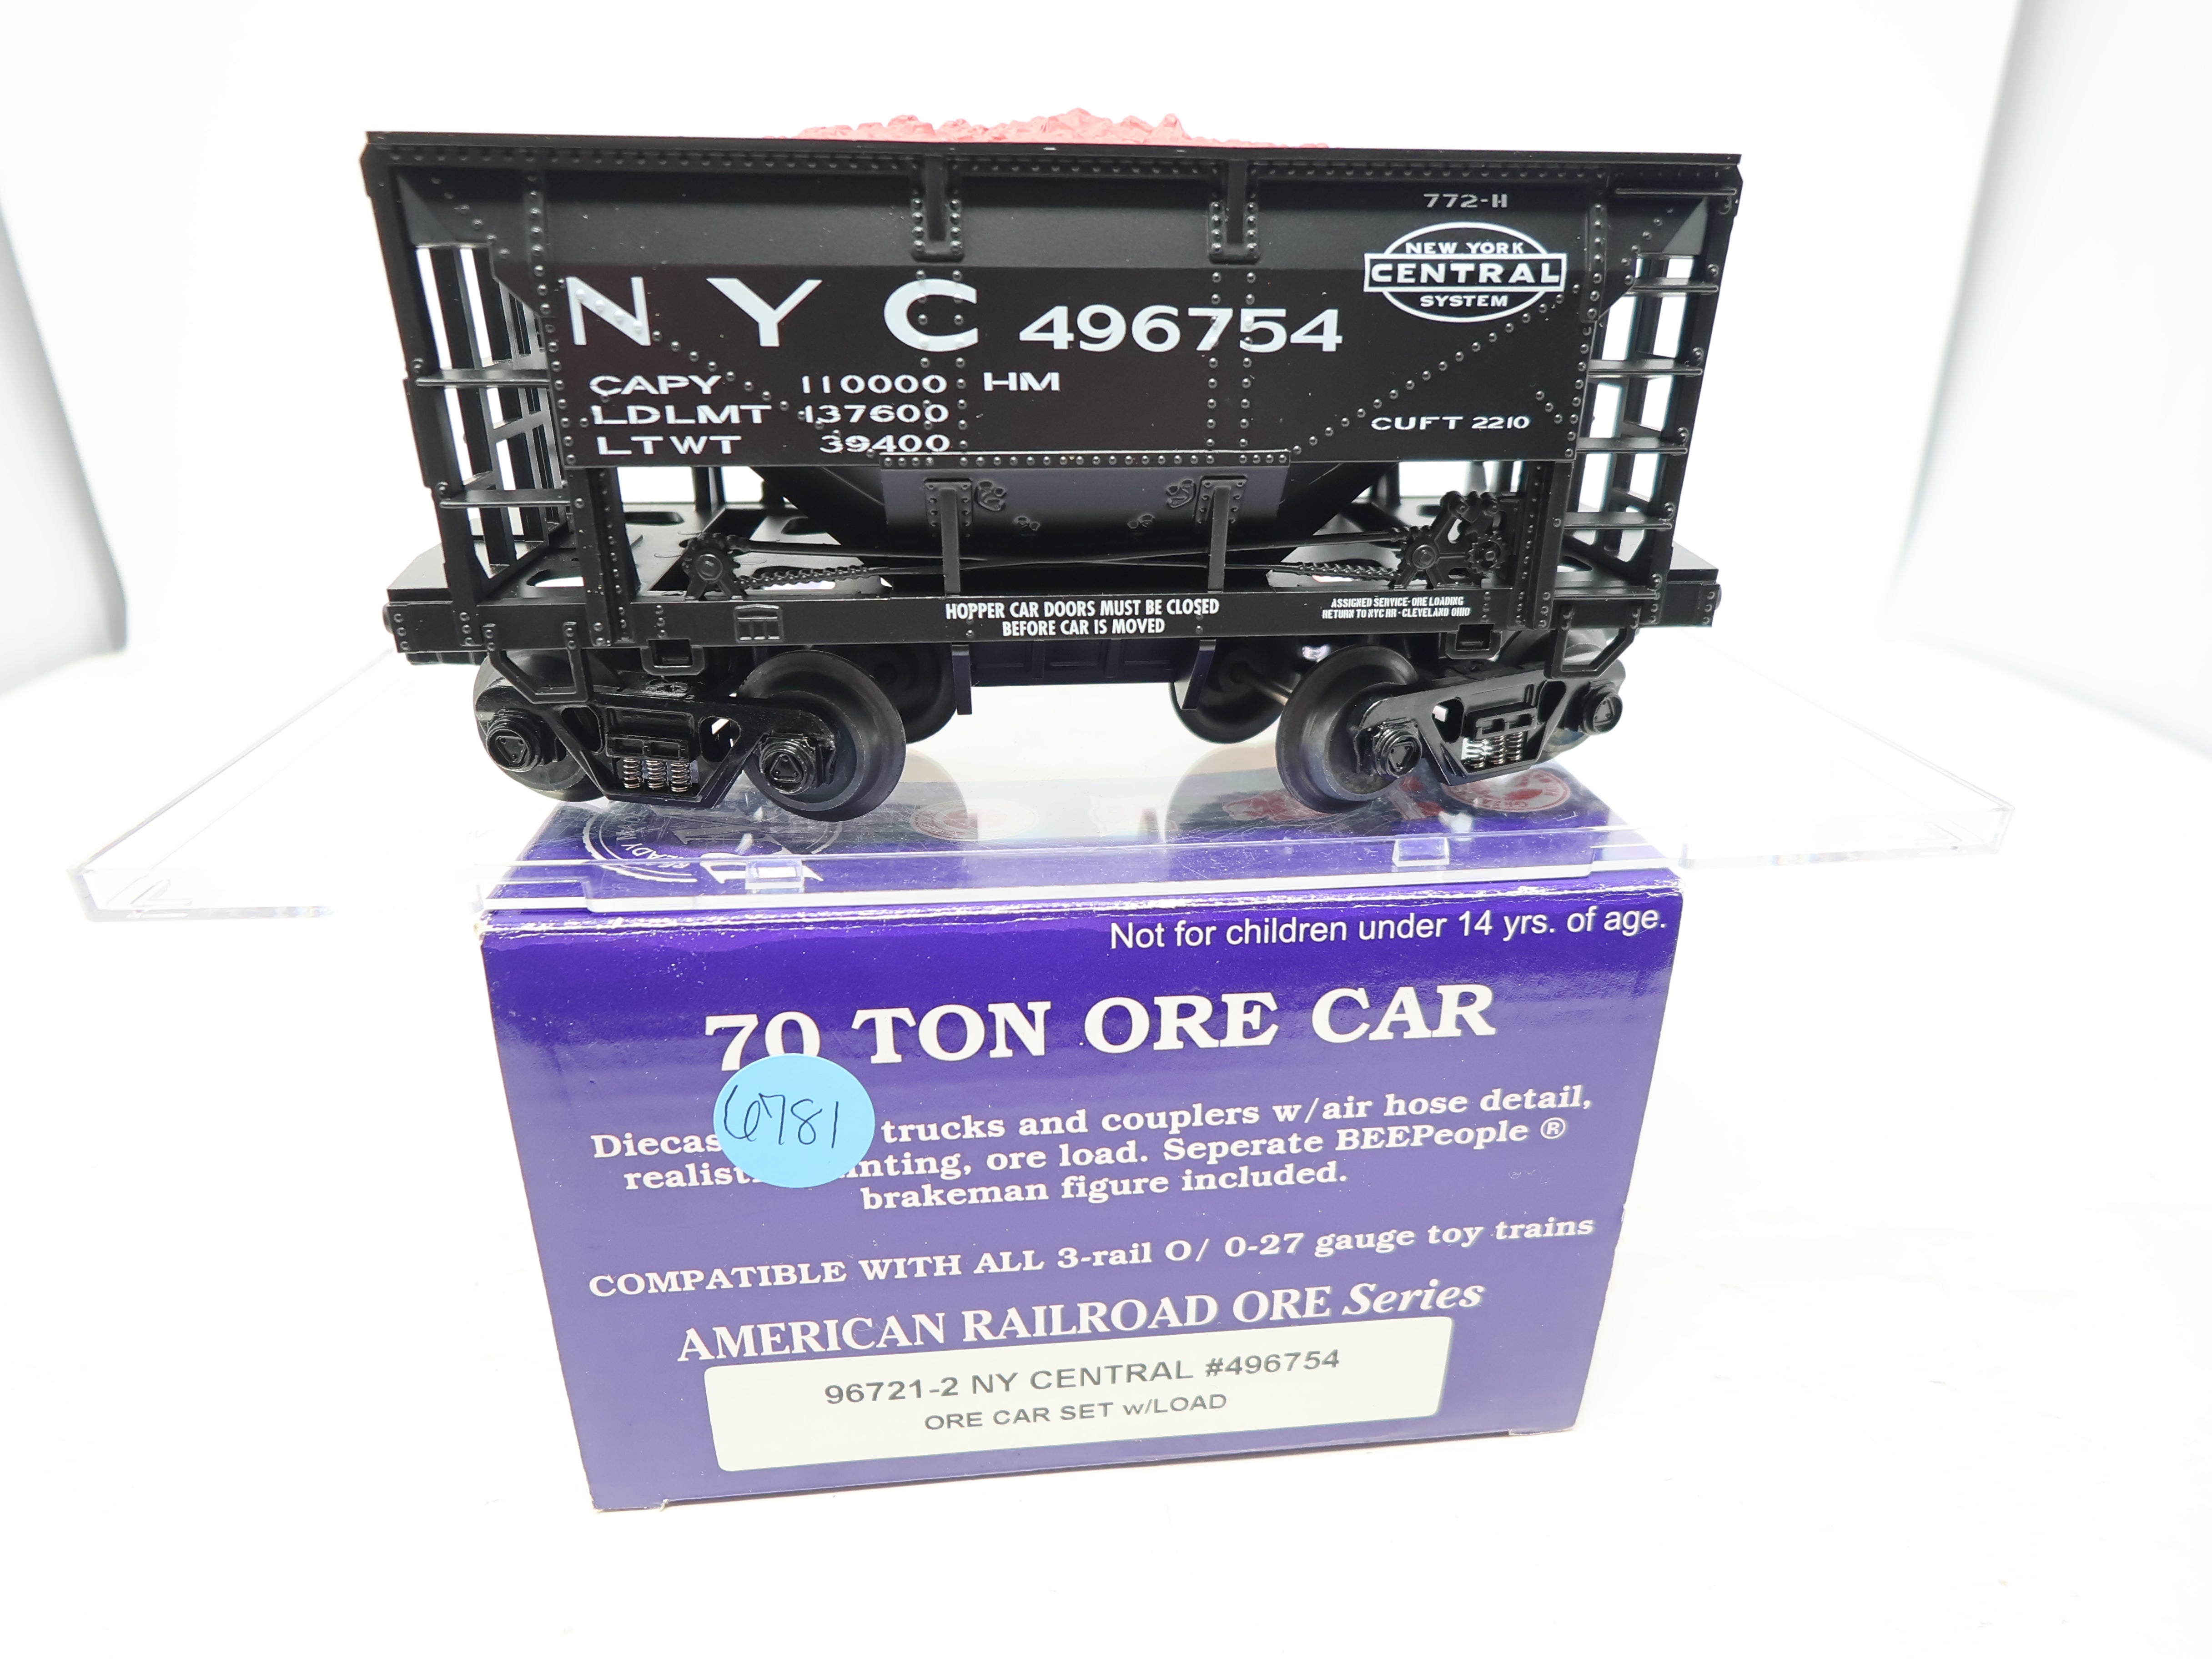 772-H
NEW YORK
CENTRAL
SYSTEM
N Y C 496754
CAPY 110000 HM
LDLMT 137600
LTWT 39400
CUFT 2210
HOPPER CAR DOORS MUST BE CLOSED
BEFORE CAR IS MOVED
ASSIGNED SERVICE-ORE LOADING
RETURN TO NYC RR - CLEVELAND OHIO
Not for children under 14 yrs. of age.
70 TON ORE CAR
6781
trucks and couplers w/air hose detail,
ore load. Seperate BEEPeople ®
brakeman figure included.
COMPATIBLE WITH ALL 3-rail O/ 0-27 gauge toy trains
AMERICAN RAILROAD ORE Series
96721-2 NY CENTRAL #496754
ORE CAR SET w/LOAD